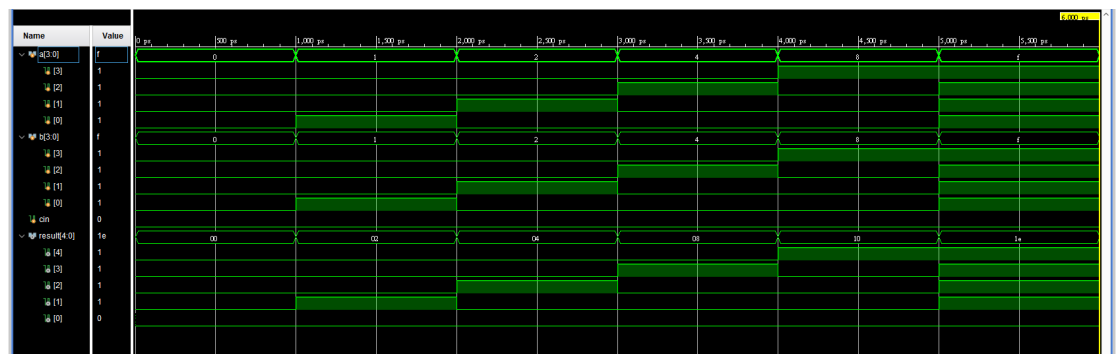 6,000 ps
Name Value 0 ps 500 ps 1,000 ps 1,500 ps 2,000 ps 2,500 ps 3,000 ps 3,500 ps 4,000 ps 4,500 ps 5,000 ps 5,500 ps
a[3:0] f 0 1 2 4 8 f
[3] 1
[2] 1
[1] 1
[0] 1
b[3:0] f 0 1 2 4 8 f
[3] 1
[2] 1
[1] 1
[0] 1
cin 0
result[4:0] 1e 00 02 04 08 10 1e
[4] 1
[3] 1
[2] 1
[1] 1
[0] 0